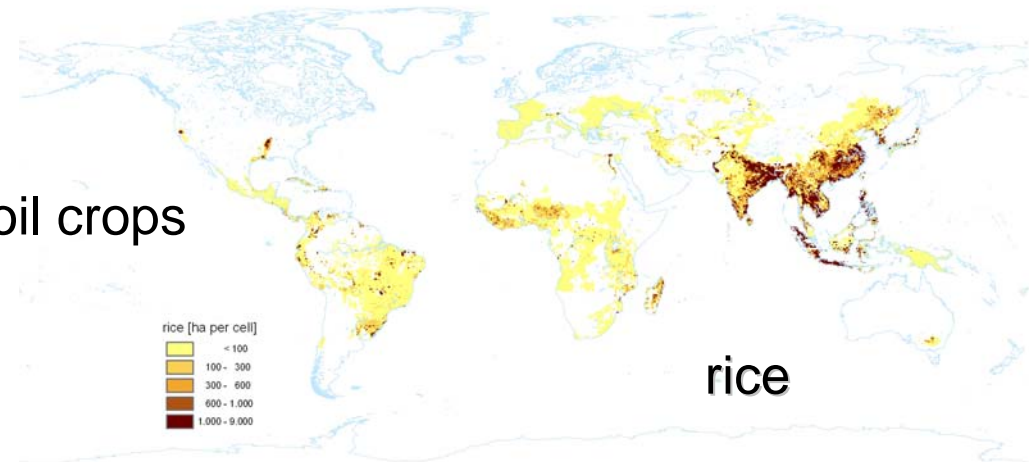 oil crops
rice [ha per cell]
< 100
100 - 300
300 - 600
600 - 1.000
1.000 - 9.000
rice